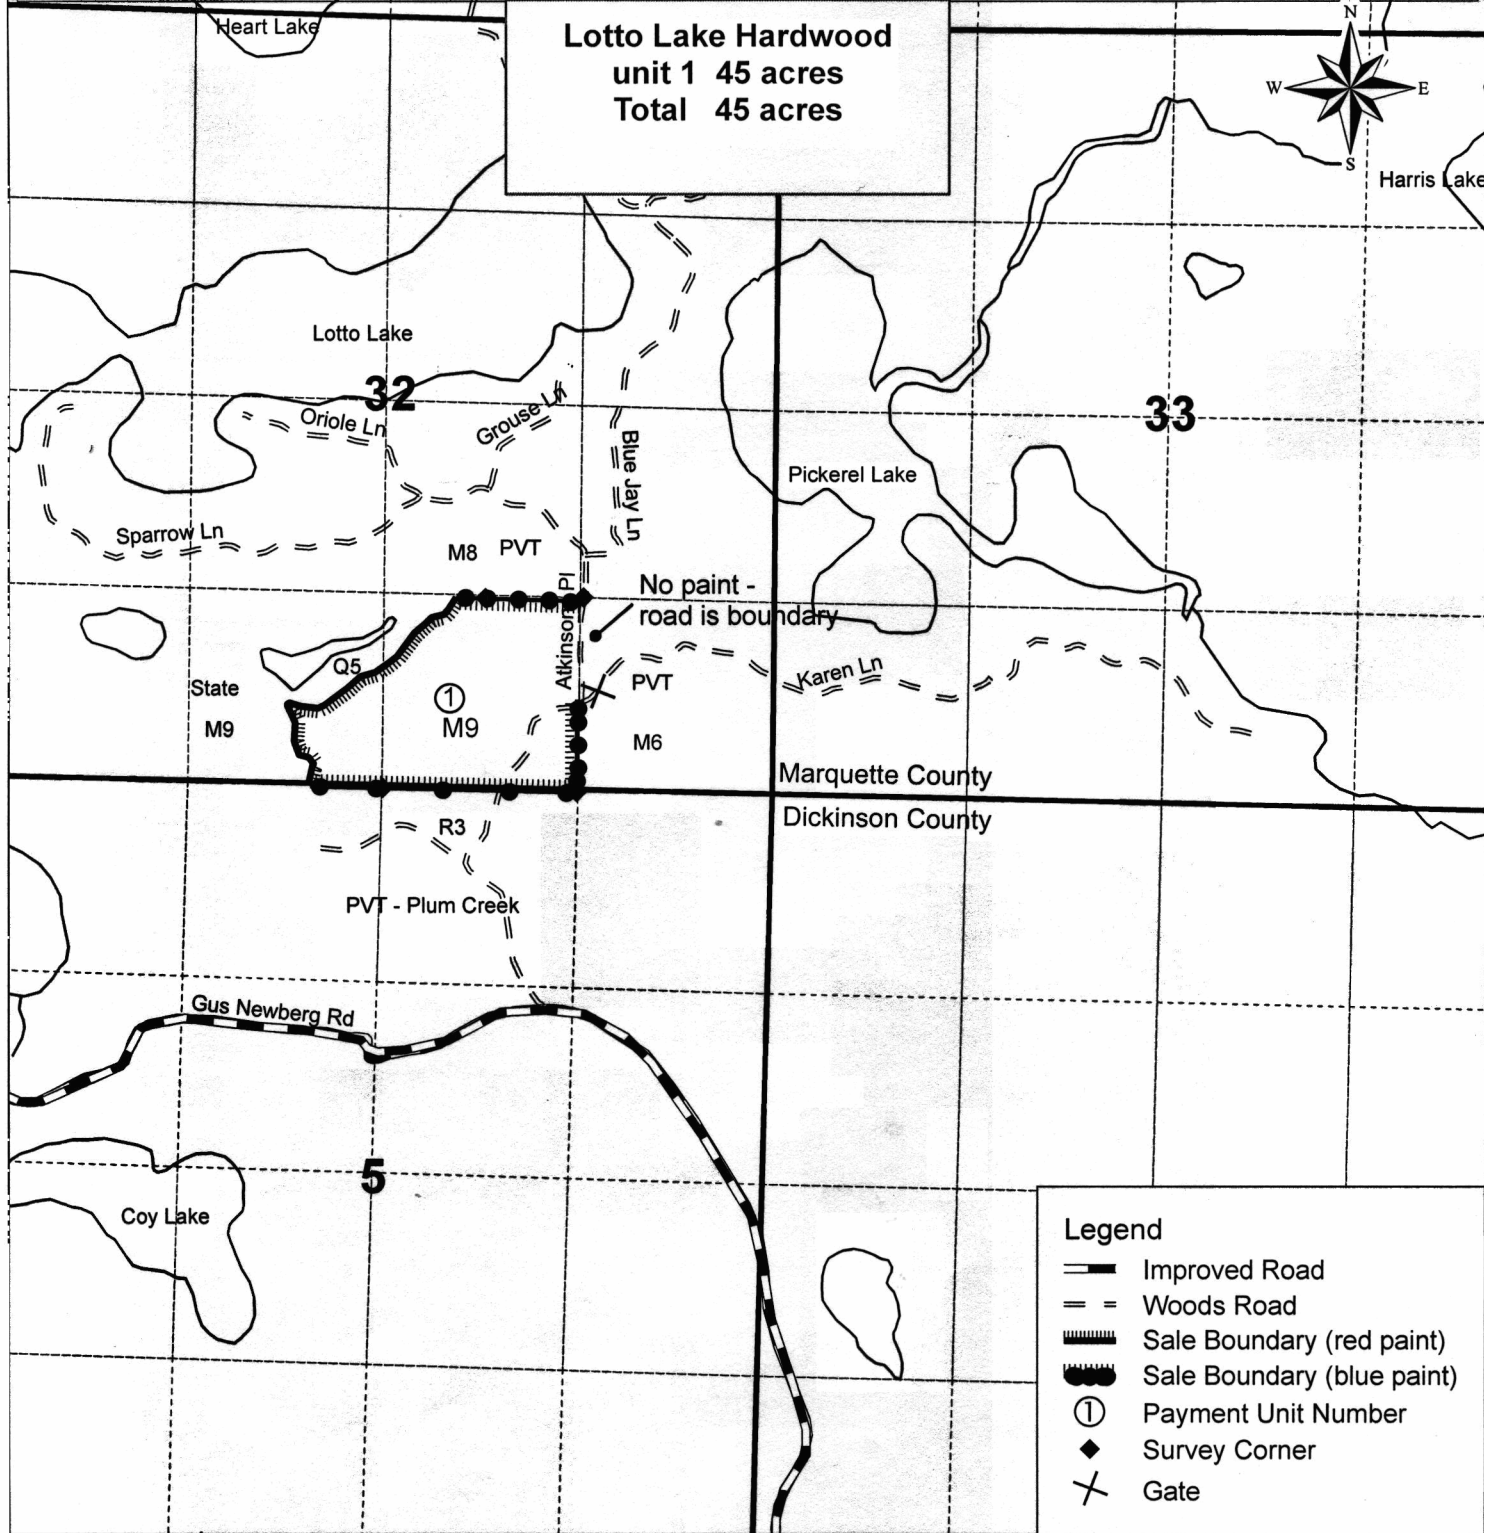 Heart Lake
Lotto Lake Hardwood
unit 1 45 acres
Total 45 acres
N
W
E
S
Harris Lake
Lotto Lake
32
33
Oriole Ln
Grouse Ln
Blue Jay Ln
Pickerel Lake
Sparrow Ln
M8
PVT
Atkinson Pl
No paint -
road is boundary
Q5
State
M9
1
M9
PVT
M6
Karen Ln
Marquette County
Dickinson County
R3
PVT - Plum Creek
Gus Newberg Rd
5
Coy Lake
Legend
Improved Road
Woods Road
Sale Boundary (red paint)
Sale Boundary (blue paint)
1 Payment Unit Number
Survey Corner
Gate